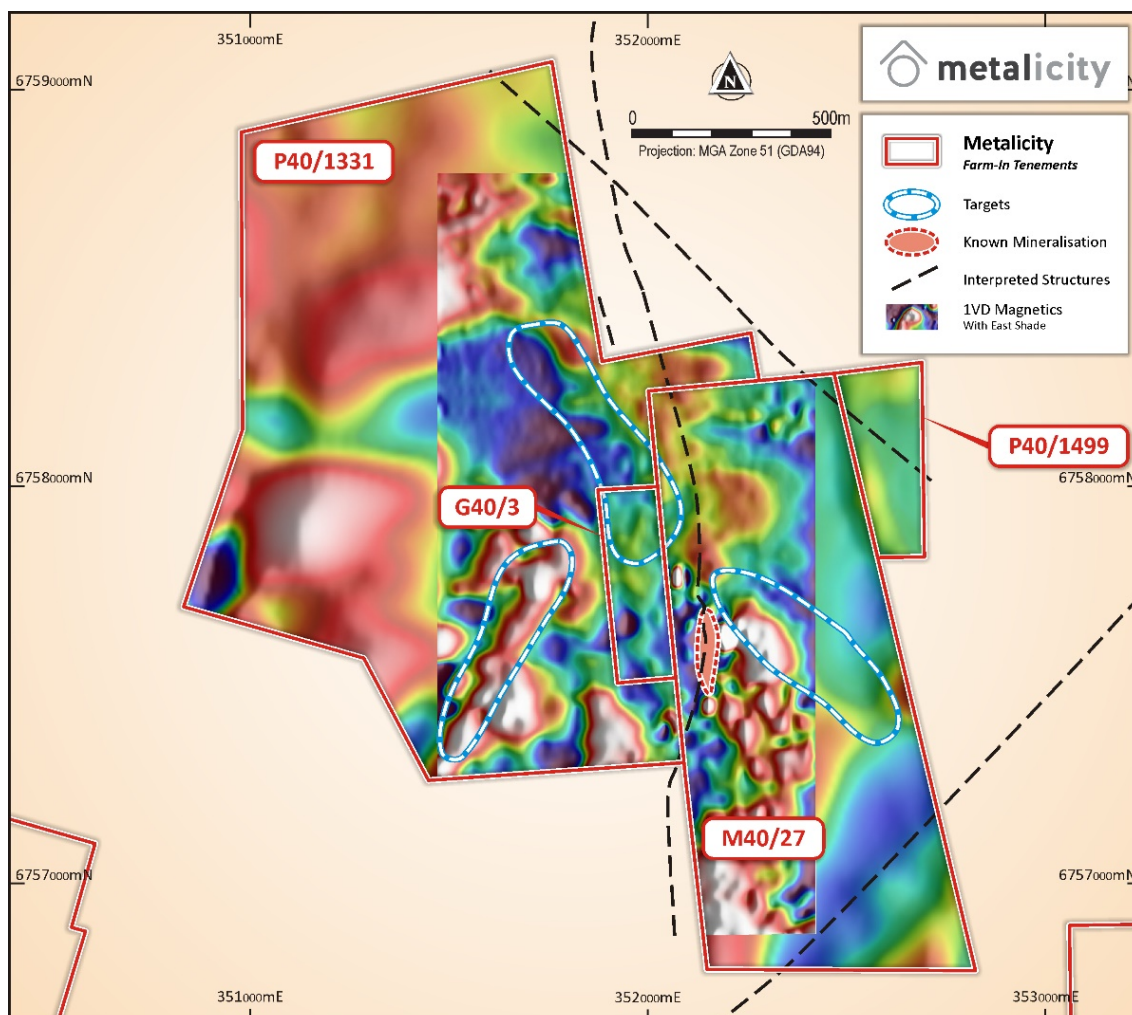 351000mE
352000mE
6759000mN
metalicity
N
0
500m
Projection: MGA Zone 51 (GDA94)
Metalicity
Farm-In Tenements
Targets
Known Mineralisation
Interpreted Structures
1VD Magnetics
With East Shade
P40/1331
P40/1499
6758000mN
6758000mN
G40/3
M40/27
6757000mN
6757000mN
351000mE
352000mE
353000mE